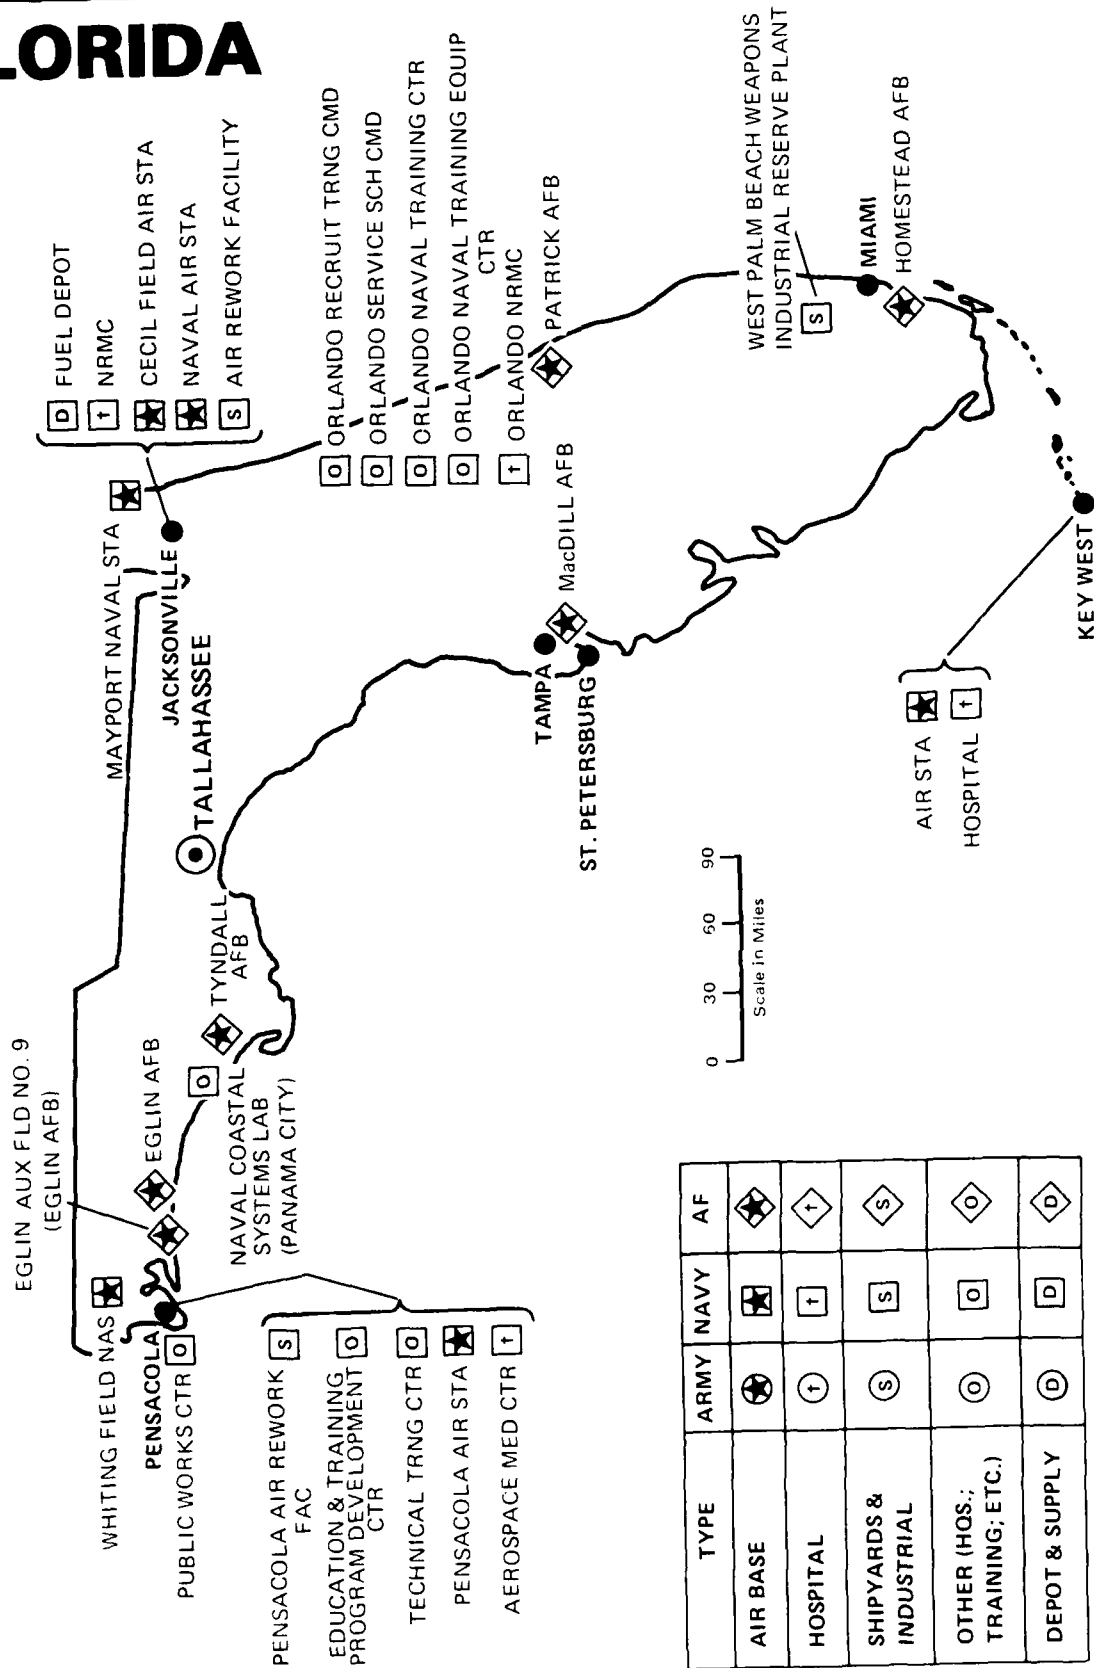 LORIDA
EGLIN AUX FLD NO. 9
(EGLIN AFB)
WHITING FIELD NAS
PENSACOLA
PUBLIC WORKS CTR
O
EGLIN AFB
NAVAL COASTAL
SYSTEMS LAB
(PANAMA CITY)
O
TYNDALL
AFB
TALLAHASSEE
MAYPORT NAVAL STA
JACKSONVILLE
D FUEL DEPOT
t NRMC
CECIL FIELD AIR STA
NAVAL AIR STA
S AIR REWORK FACILITY
O ORLANDO RECRUIT TRNG CMD
O ORLANDO SERVICE SCH CMD
O ORLANDO NAVAL TRAINING CTR
O ORLANDO NAVAL TRAINING EQUIP
CTR
t ORLANDO NRMC
PATRICK AFB
MacDILL AFB
TAMPA
ST. PETERSBURG
WEST PALM BEACH WEAPONS
INDUSTRIAL RESERVE PLANT
S
MIAMI
HOMESTEAD AFB
KEY WEST
AIR STA
HOSPITAL t
PENSACOLA AIR REWORK S
FAC
EDUCATION & TRAINING
PROGRAM DEVELOPMENT O
CTR
TECHNICAL TRNG CTR O
PENSACOLA AIR STA
AEROSPACE MED CTR t
0 30 60 90
Scale in Miles
TYPE ARMY NAVY AF
AIR BASE
HOSPITAL t t t
SHIPYARDS &
INDUSTRIAL S S S
OTHER (HQS.;
TRAINING; ETC.) O O O
DEPOT & SUPPLY D D D